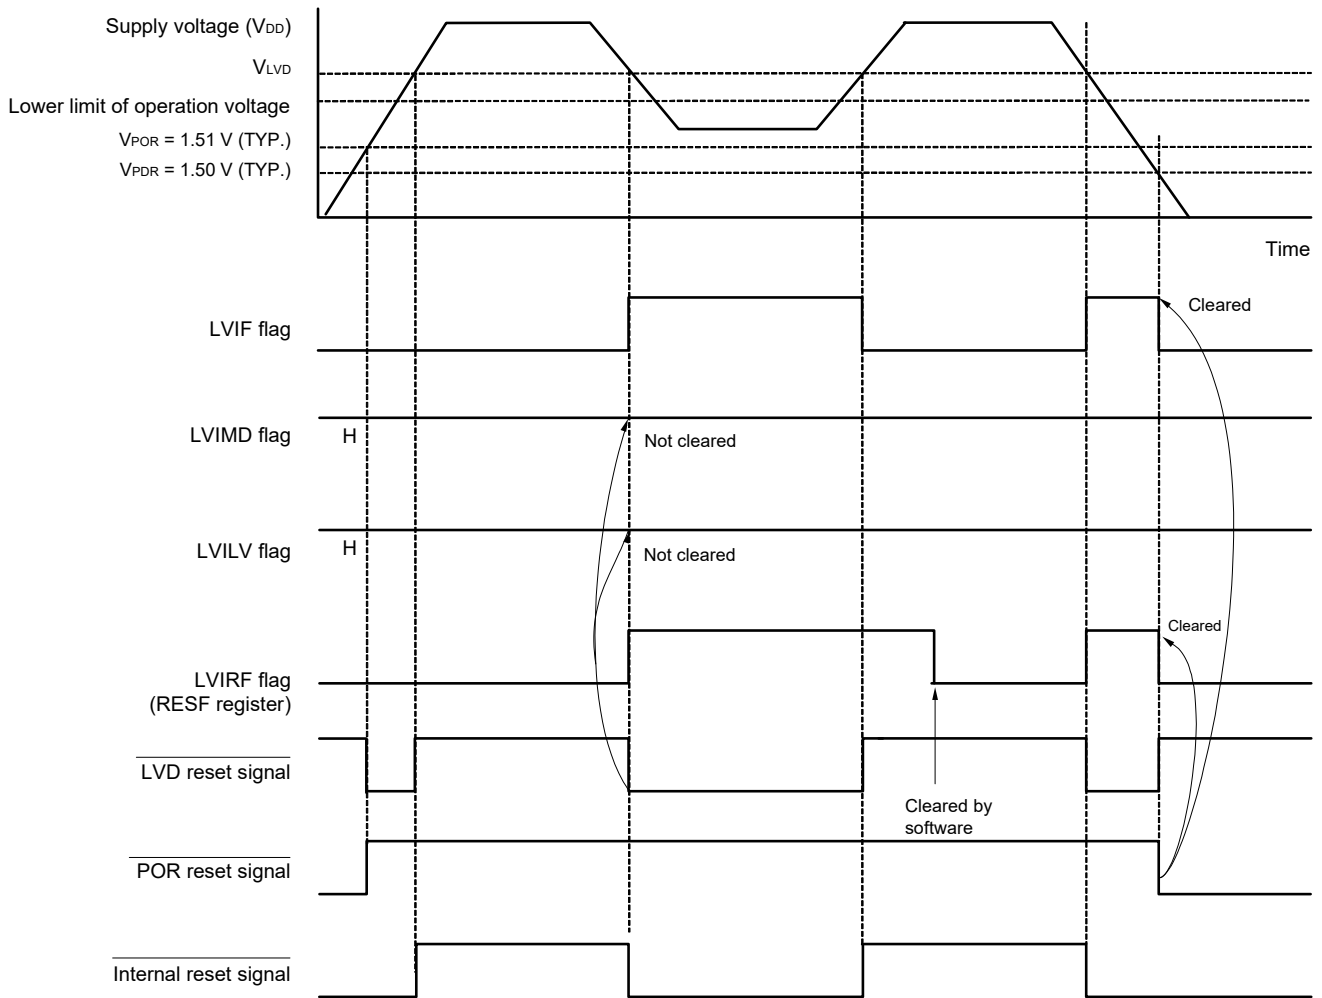 Supply voltage (VDD)
VLVD
Lower limit of operation voltage
VPOR = 1.51 V (TYP.)
VPDR = 1.50 V (TYP.)
Time
Cleared
LVIF flag
LVIMD flag
H
Not cleared
LVILV flag
H
Not cleared
Cleared
LVIRF flag
(RESF register)
LVD reset signal
Cleared by
software
POR reset signal
Internal reset signal